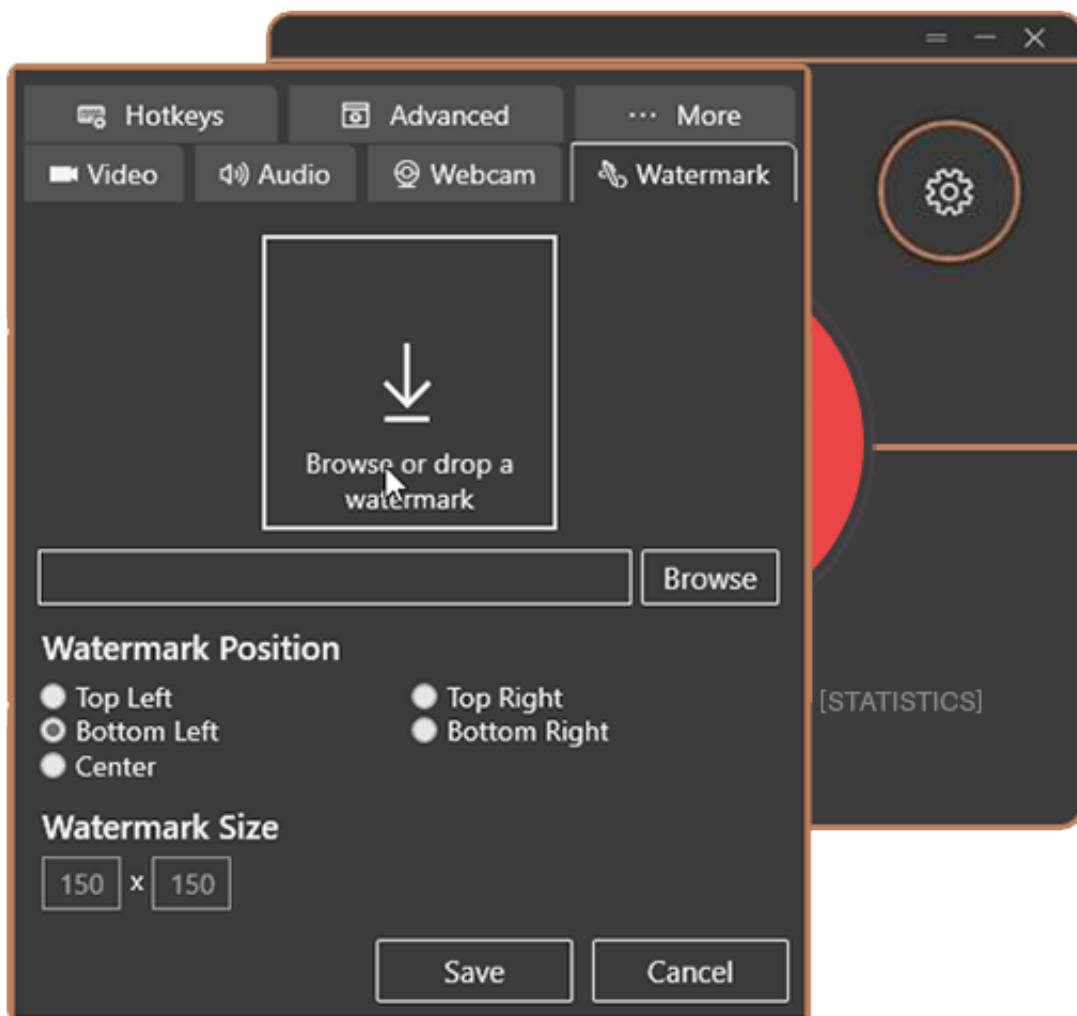 Hotkeys Advanced ... More
Video Audio Webcam Watermark
Browse or drop a
watermark
Browse
Watermark Position
Top Left Top Right
Bottom Left Bottom Right
Center
[STATISTICS]
Watermark Size
150 x 150
Save Cancel